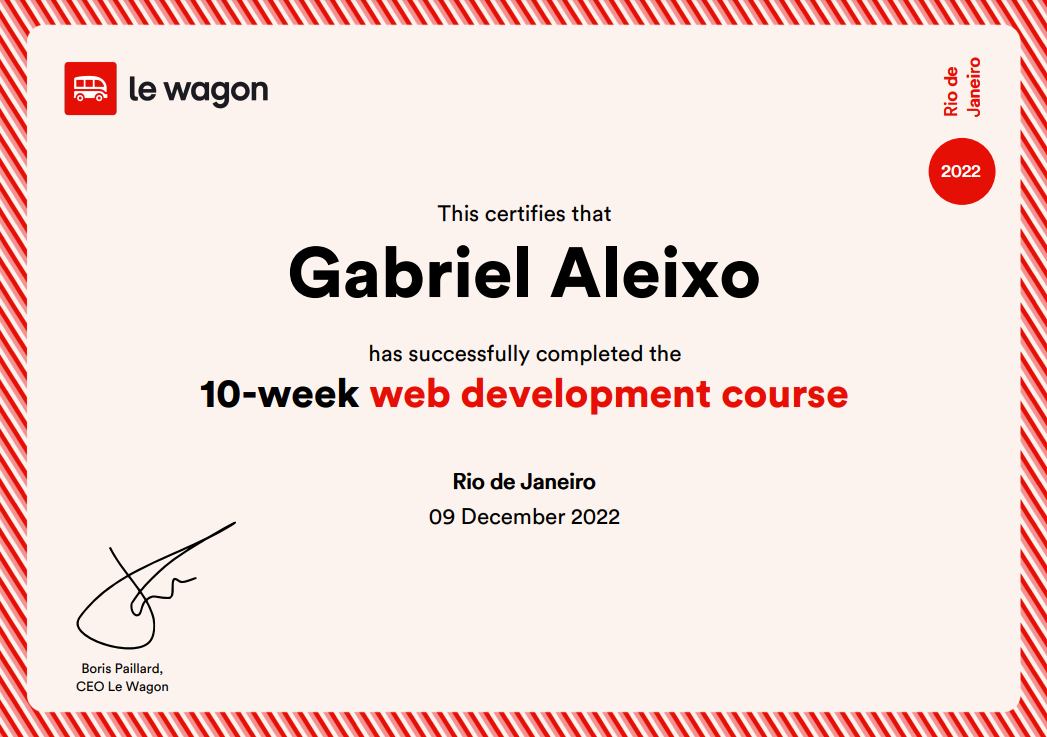 le wagon
Rio de
Janeiro
2022
This certifies that
Gabriel Aleixo
has successfully completed the
10-week web development course
Rio de Janeiro
09 December 2022
Boris Paillard,
CEO Le Wagon